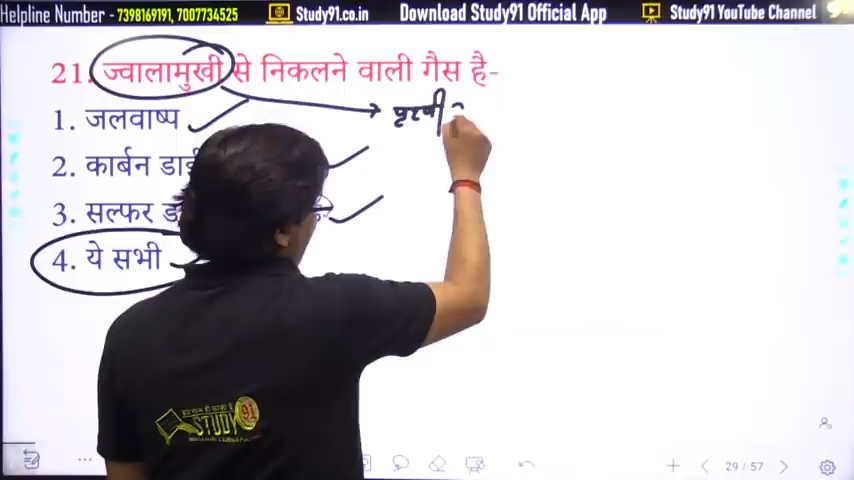 Helpline Number - 7398169191, 7007734525 Study91.co.in Download Study91 Official App Study91 YouTube Channel
21. ज्वालामुखी से निकलने वाली गैस है-
1. जलवाष्प
पृथ्वी
2. कार्बन डाई
3. सल्फर
4. ये सभी
STUDY 91
29 / 57